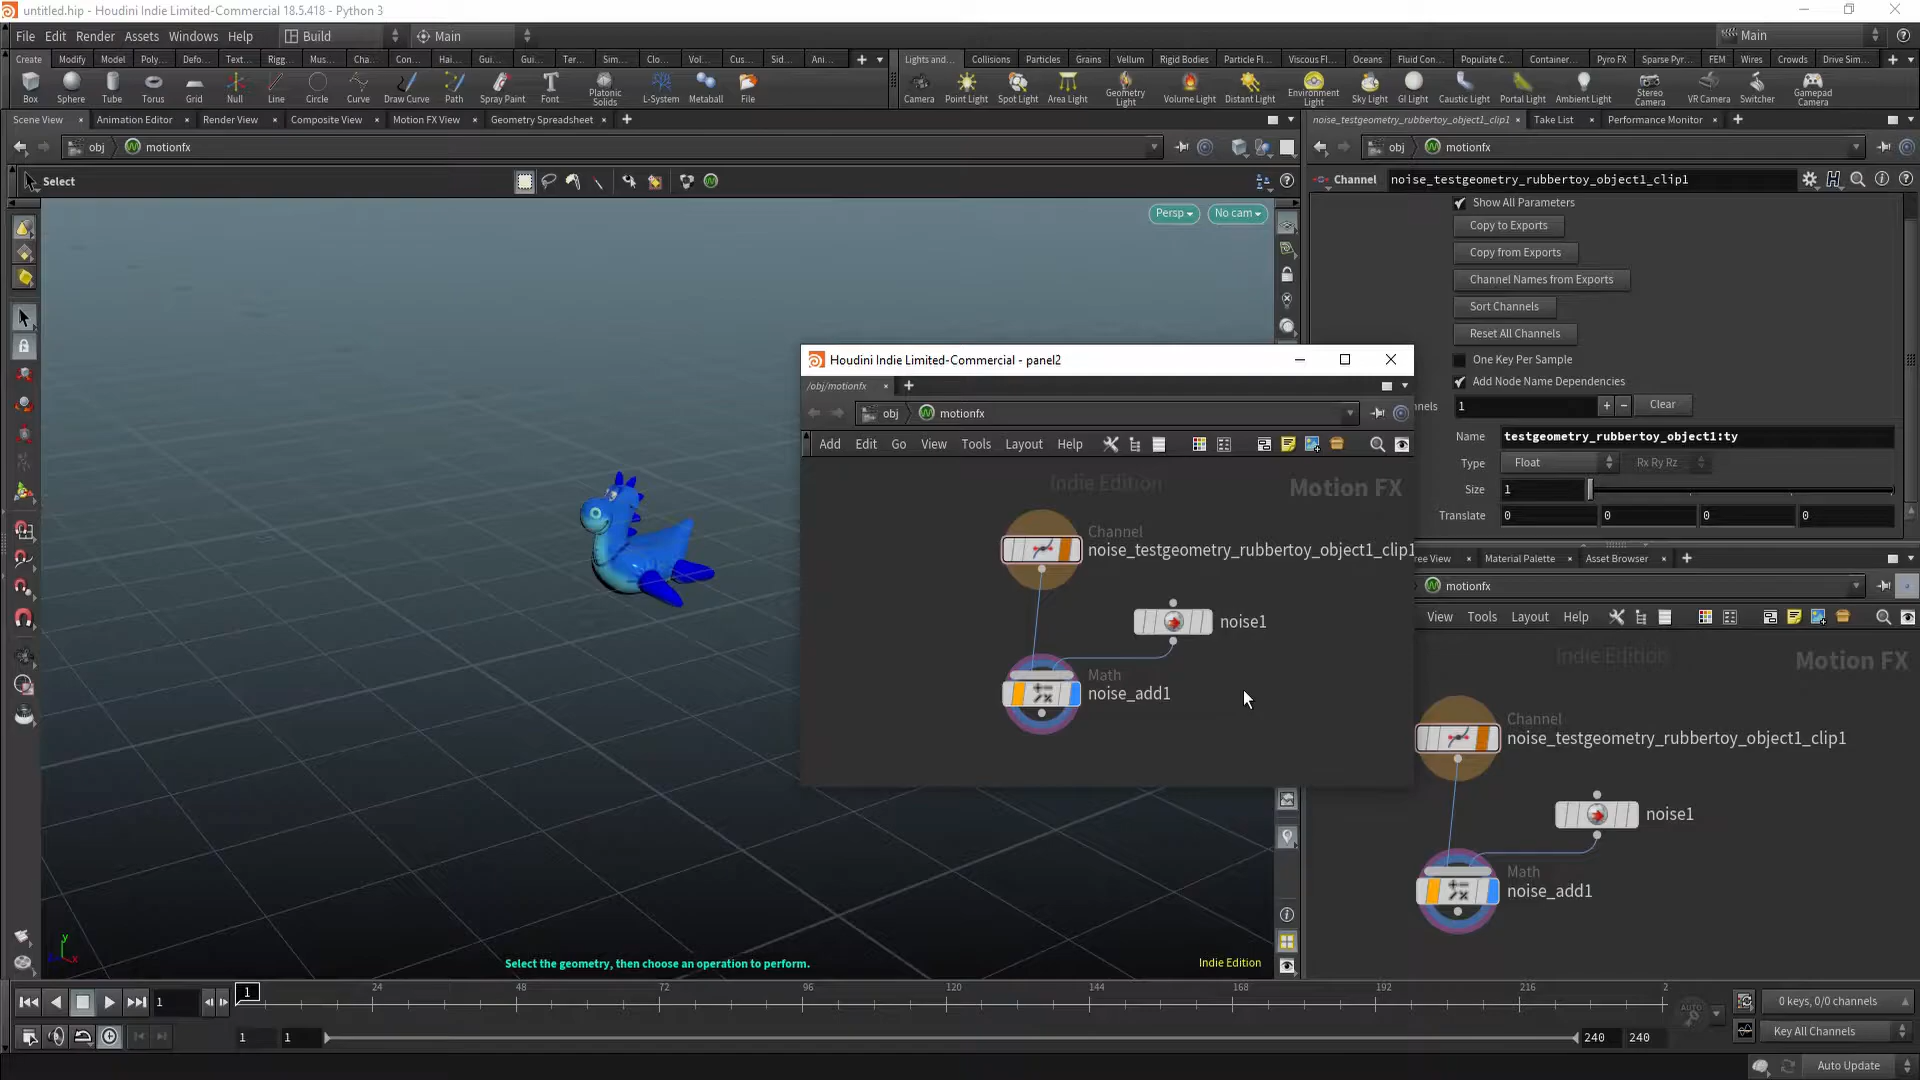 untitled.hip - Houdini Indie Limited-Commercial 18.5.418 - Python 3
File Edit Render Assets Windows Help Build Main Main
Create Modify Model Poly... Defo... Text... Rigg... Mus... Cha... Con... Hai... Gui... Gui... Ter... Sim... Clo... Vol... Cus... Sid... Ani...
Lights and... Collisions Particles Grains Vellum Rigid Bodies Particle Fl... Viscous Fl... Oceans Fluid Con... Populate C... Container... Pyro FX Sparse Pyr... FEM Wires Crowds Drive Sim...
Box Sphere Tube Torus Grid Null Line Circle Curve Draw Curve Path Spray Paint Font Platonic Solids L-System Metaball File
Camera Point Light Spot Light Area Light Geometry Light Volume Light Distant Light Environment Light Sky Light GI Light Caustic Light Portal Light Ambient Light Stereo Camera VR Camera Switcher Gamepad Camera
Scene View Animation Editor Render View Composite View Motion FX View Geometry Spreadsheet
noise_testgeometry_rubbertoy_object1_clip1 Take List Performance Monitor
obj motionfx
obj motionfx
Select
Channel noise_testgeometry_rubbertoy_object1_clip1
Persp No cam
Show All Parameters
Copy to Exports
Copy from Exports
Channel Names from Exports
Sort Channels
Reset All Channels
One Key Per Sample
Add Node Name Dependencies
nels 1 Clear
Name testgeometry_rubbertoy_object1:ty
Type Float Rx Ry Rz
Size 1
Translate 0 0 0 0
Houdini Indie Limited-Commercial - panel2
/obj/motionfx
obj motionfx
Add Edit Go View Tools Layout Help
Indie Edition
Motion FX
Channel
noise_testgeometry_rubbertoy_object1_clip1
noise1
Math
noise_add1
ree View Material Palette Asset Browser
motionfx
View Tools Layout Help
Indie Edition
Motion FX
Channel
noise_testgeometry_rubbertoy_object1_clip1
noise1
Math
noise_add1
y
x
Select the geometry, then choose an operation to perform.
Indie Edition
1 1 24 48 72 96 120 144 168 192 216 2
AUTO
0 keys, 0/0 channels
1 1 240 240
Key All Channels
Auto Update